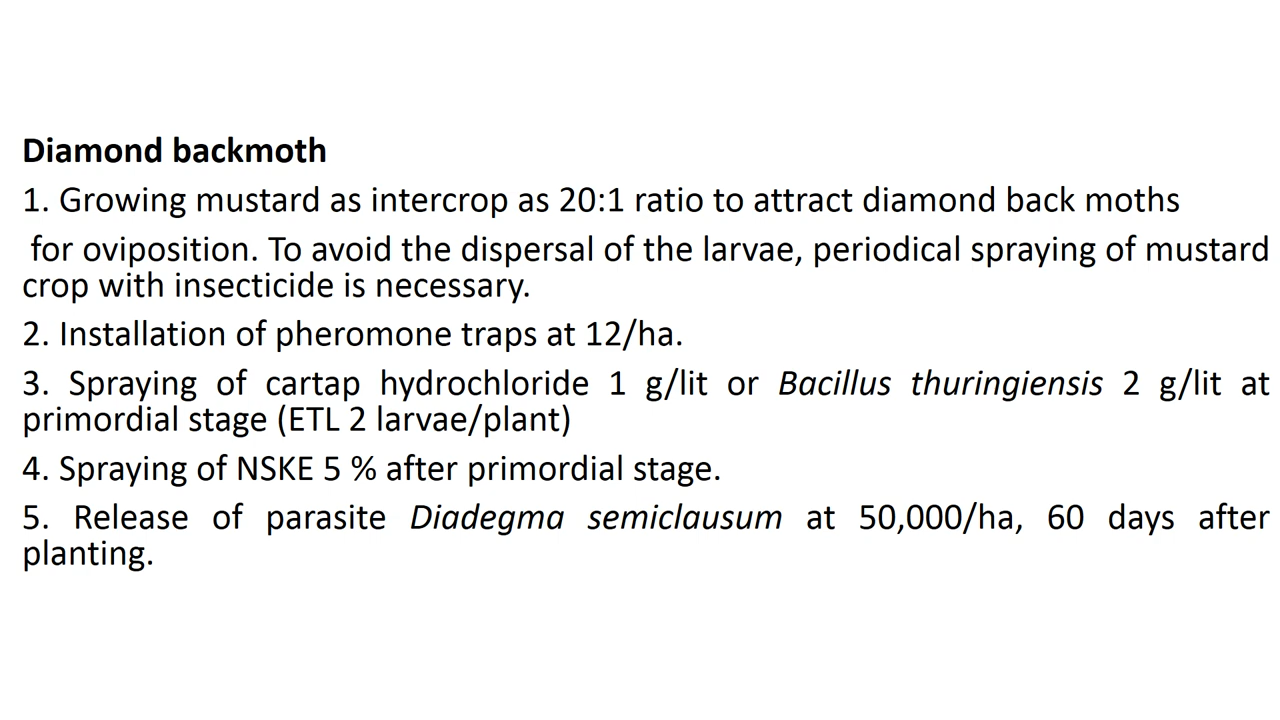 Diamond backmoth
1. Growing mustard as intercrop as 20:1 ratio to attract diamond back moths
for oviposition. To avoid the dispersal of the larvae, periodical spraying of mustard
crop with insecticide is necessary.
2. Installation of pheromone traps at 12/ha.
3. Spraying of cartap hydrochloride 1 g/lit or Bacillus thuringiensis 2 g/lit at
primordial stage (ETL 2 larvae/plant)
4. Spraying of NSKE 5 % after primordial stage.
5. Release of parasite Diadegma semiclausum at 50,000/ha, 60 days after
planting.